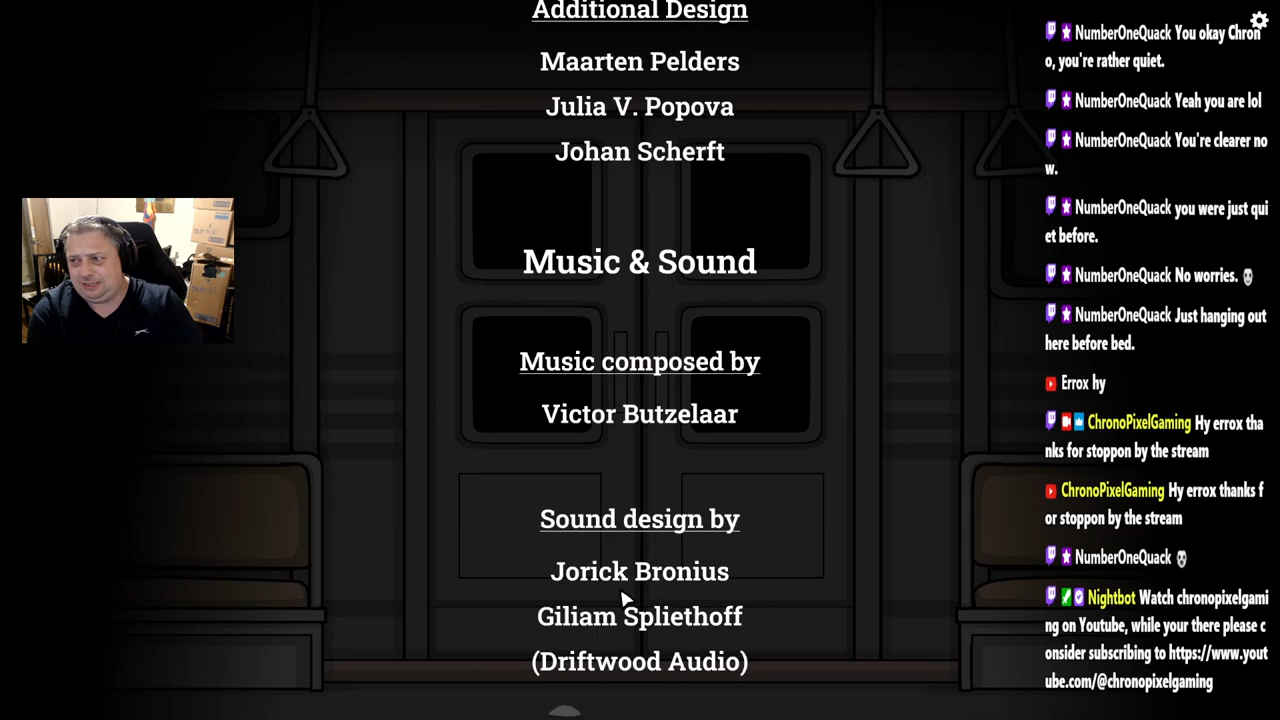 Additional Design
Maarten Pelders
Julia V. Popova
Johan Scherft
Music & Sound
Music composed by
Victor Butzelaar
Sound design by
Jorick Bronius
Giliam Spliethoff
(Driftwood Audio)
NumberOneQuack You okay Chron
o, you're rather quiet.
NumberOneQuack Yeah you are lol
NumberOneQuack You're clearer no
w.
NumberOneQuack you were just qui
et before.
NumberOneQuack No worries.
NumberOneQuack Just hanging out
here before bed.
Errox hy
ChronoPixelGaming Hy errox tha
nks for stoppon by the stream
ChronoPixelGaming Hy errox thanks f
or stoppon by the stream
NumberOneQuack
Nightbot Watch chronopixelgami
ng on Youtube, while your there please c
onsider subscribing to https://www.yout
ube.com/@chronopixelgaming